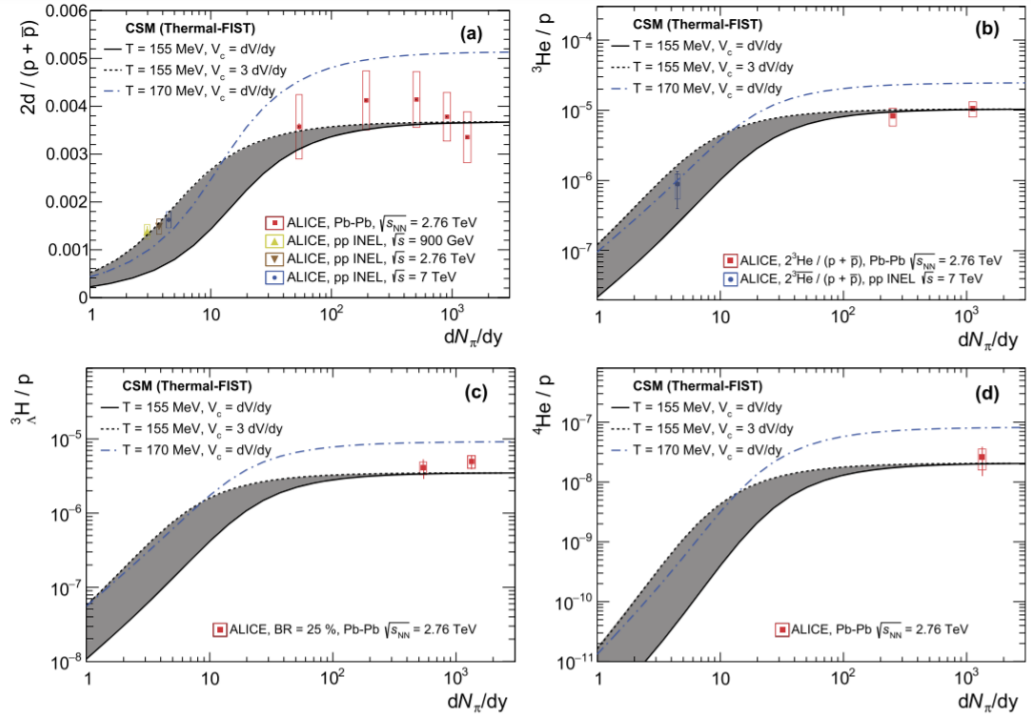 CSM (Thermal-FIST)
(a)
T = 155 MeV, V_c = dV/dy
T = 155 MeV, V_c = 3 dV/dy
T = 170 MeV, V_c = dV/dy
2d / (p + p̅)
0.006
0.005
0.004
0.003
0.002
0.001
0
ALICE, Pb-Pb, √s_NN = 2.76 TeV
ALICE, pp INEL, √s = 900 GeV
ALICE, pp INEL, √s = 2.76 TeV
ALICE, pp INEL, √s = 7 TeV
1 10 10² 10³
dN_π/dy
CSM (Thermal-FIST)
(b)
T = 155 MeV, V_c = dV/dy
T = 155 MeV, V_c = 3 dV/dy
T = 170 MeV, V_c = dV/dy
³He / p
10⁻⁴
10⁻⁵
10⁻⁶
10⁻⁷
ALICE, 2³He / (p + p̅), Pb-Pb √s_NN = 2.76 TeV
ALICE, 2³H̅e̅ / (p + p̅), pp INEL √s = 7 TeV
1 10 10² 10³
dN_π/dy
CSM (Thermal-FIST)
(c)
T = 155 MeV, V_c = dV/dy
T = 155 MeV, V_c = 3 dV/dy
T = 170 MeV, V_c = dV/dy
³_ΛH / p
10⁻⁵
10⁻⁶
10⁻⁷
10⁻⁸
ALICE, BR = 25 %, Pb-Pb √s_NN = 2.76 TeV
1 10 10² 10³
dN_π/dy
CSM (Thermal-FIST)
(d)
T = 155 MeV, V_c = dV/dy
T = 155 MeV, V_c = 3 dV/dy
T = 170 MeV, V_c = dV/dy
⁴He / p
10⁻⁷
10⁻⁸
10⁻⁹
10⁻¹⁰
10⁻¹¹
ALICE, Pb-Pb √s_NN = 2.76 TeV
1 10 10² 10³
dN_π/dy